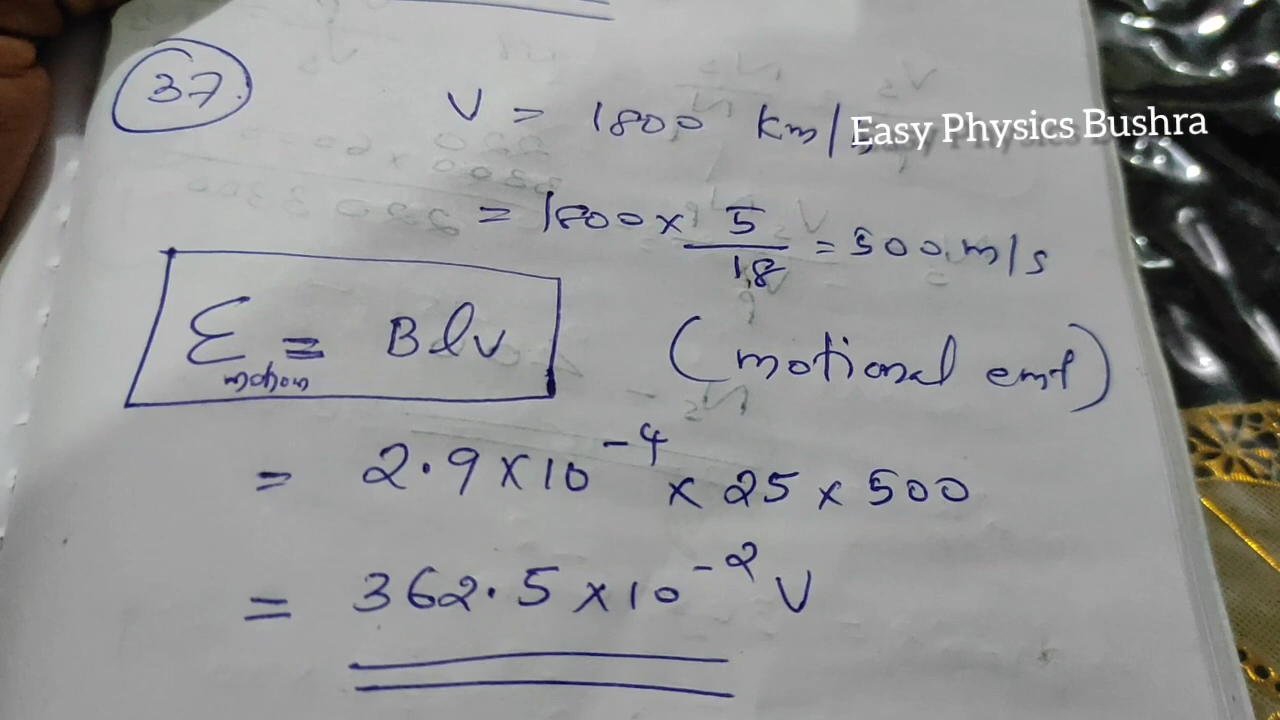 37.
V = 1800 km/
Easy Physics Bushra
= 1800 × 5/18 = 500 m/s
Ɛmotion = Blv (motional emf)
= 2.9×10⁻⁴ × 25 × 500
= 362.5 × 10⁻² V